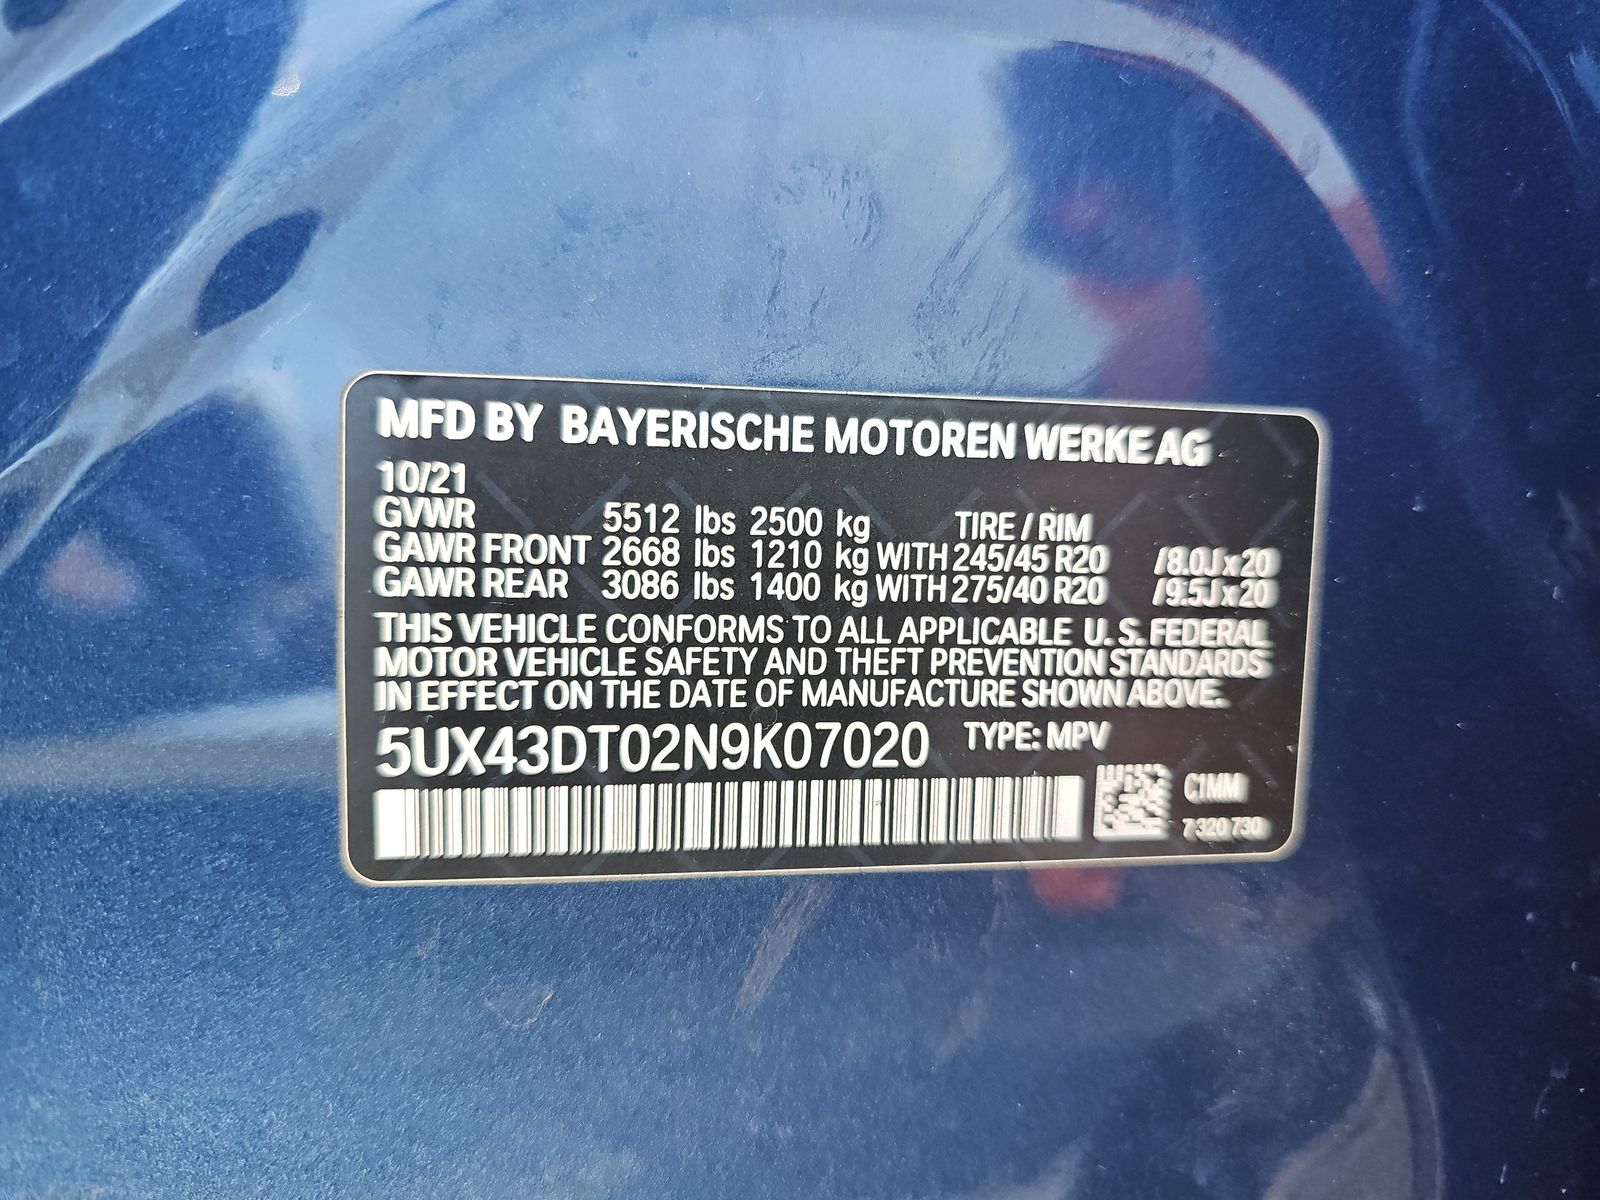 MFD BY BAYERISCHE MOTOREN WERKE AG
10/21
GVWR 5512 lbs 2500 kg TIRE / RIM
GAWR FRONT 2668 lbs 1210 kg WITH 245/45 R20 /8.0J x 20
GAWR REAR 3086 lbs 1400 kg WITH 275/40 R20 /9.5J x 20
THIS VEHICLE CONFORMS TO ALL APPLICABLE U. S. FEDERAL
MOTOR VEHICLE SAFETY AND THEFT PREVENTION STANDARDS
IN EFFECT ON THE DATE OF MANUFACTURE SHOWN ABOVE.
5UX43DT02N9K07020 TYPE: MPV
C1MM
7 320 730